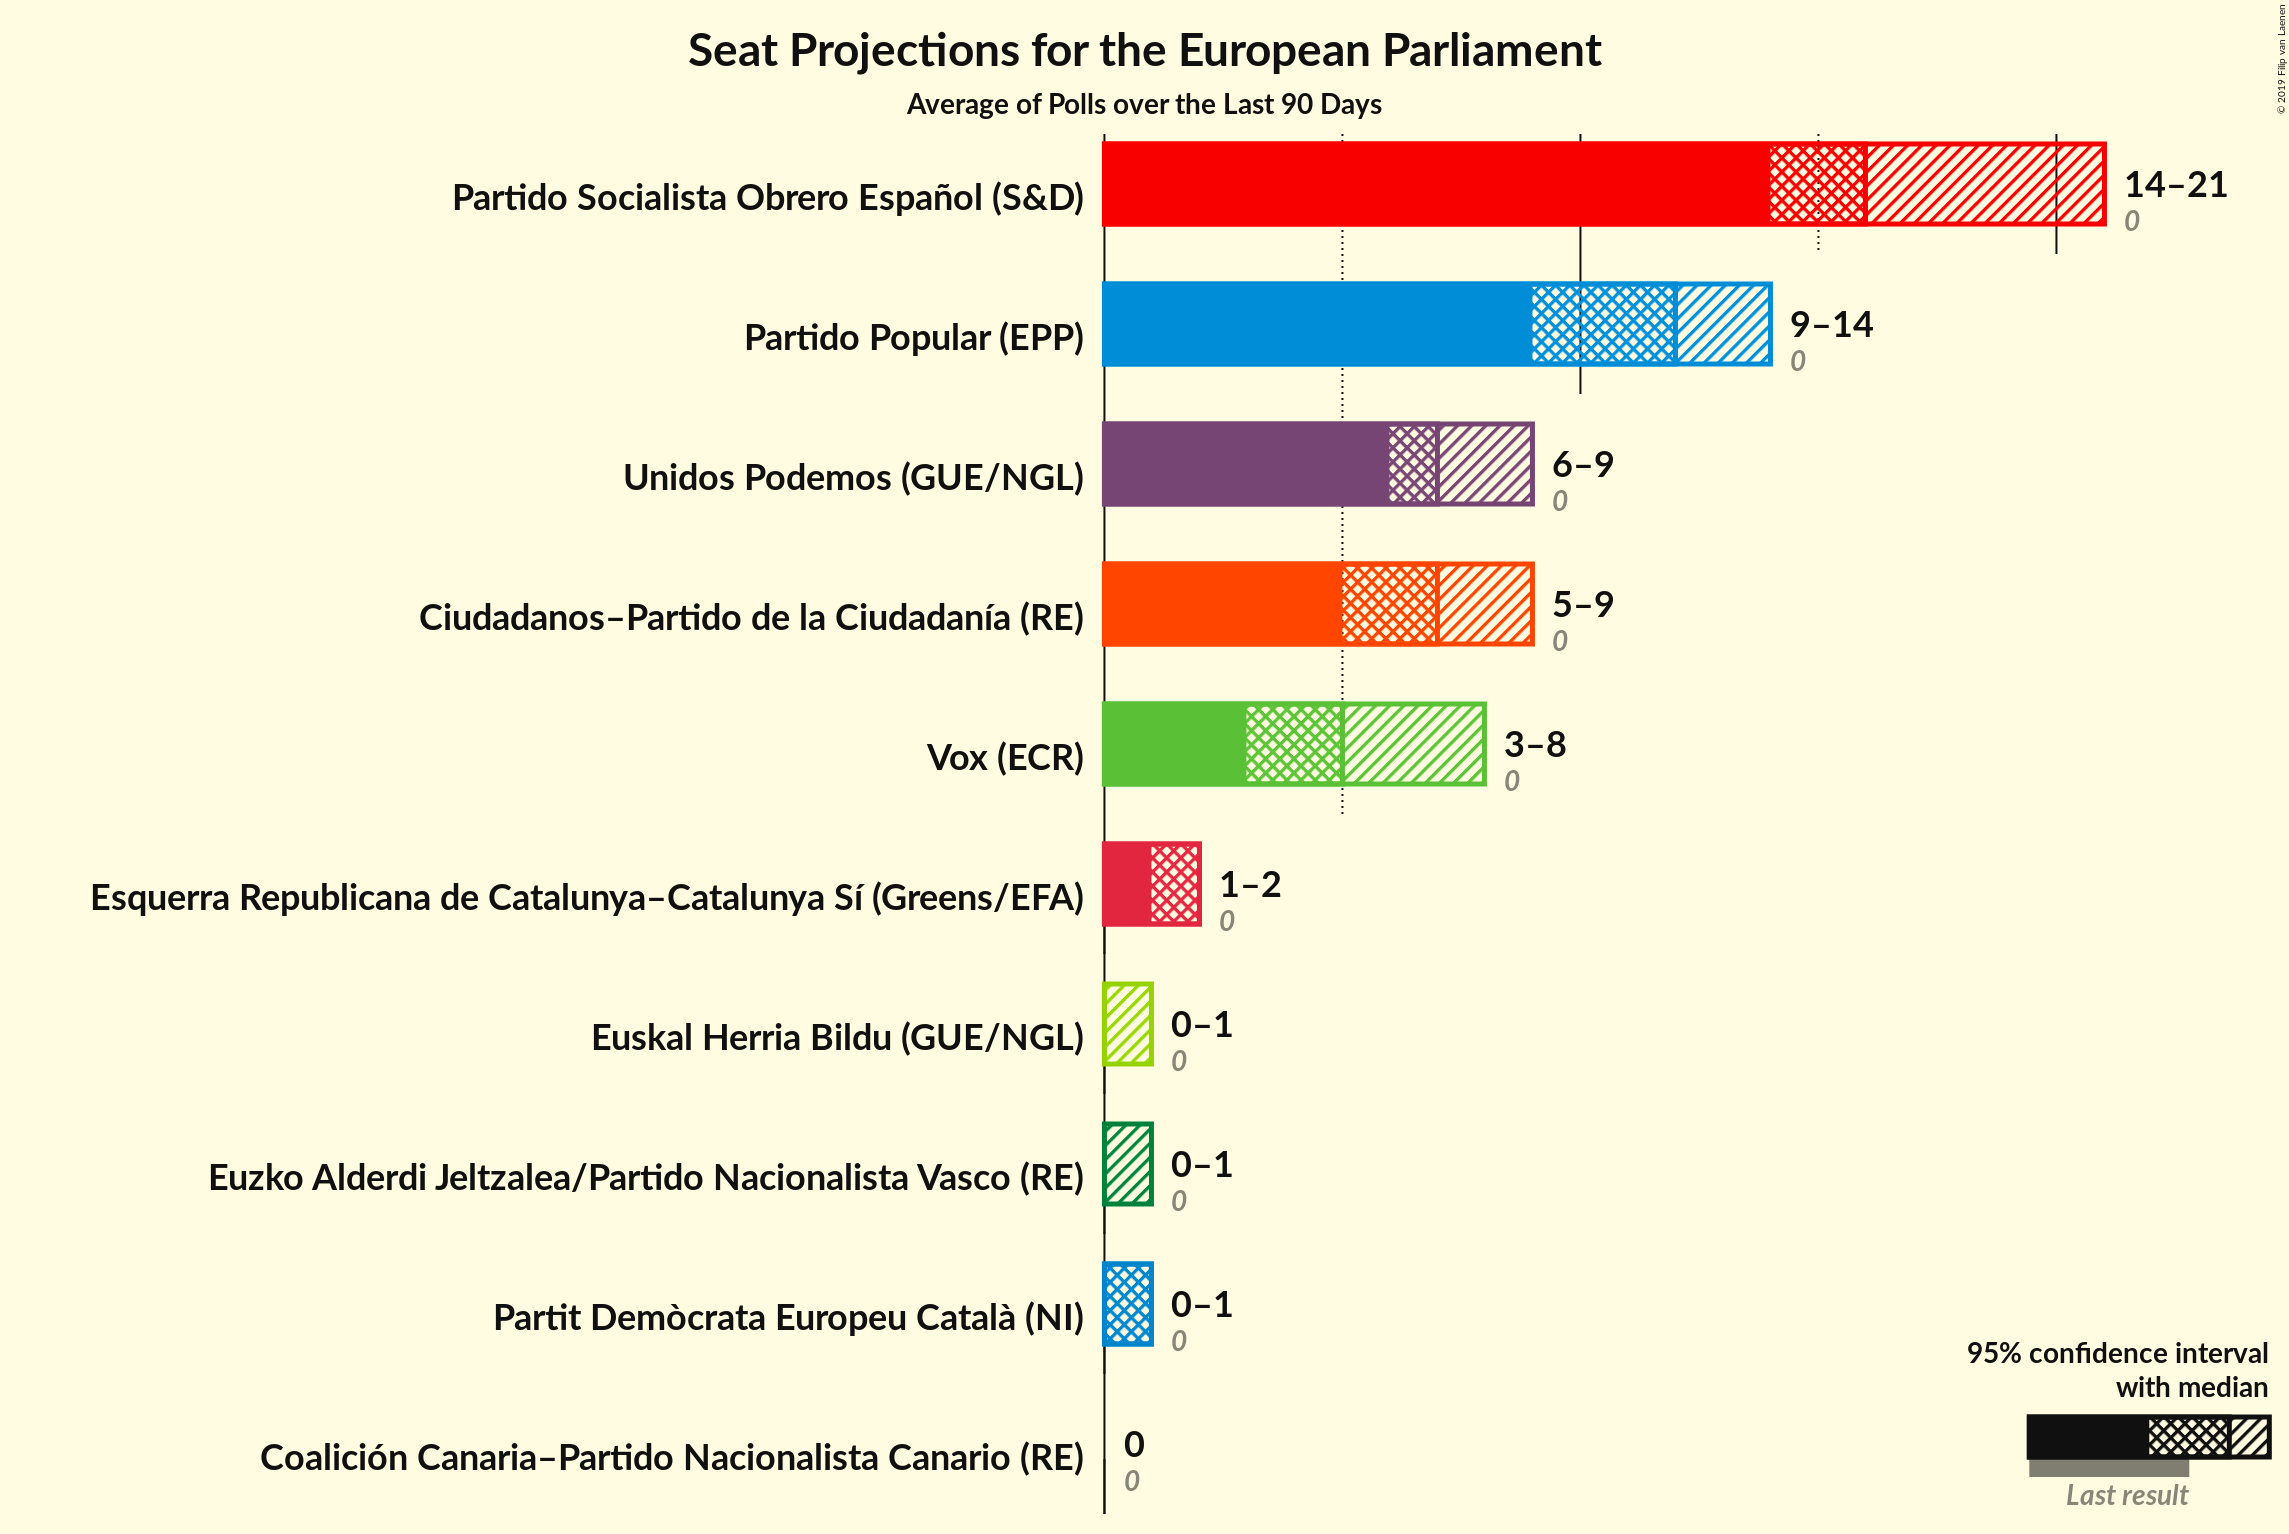 Seat Projections for the European Parliament
Average of Polls over the Last 90 Days
© 2019 Filip van Laenen
Partido Socialista Obrero Español (S&D)
14–21
0
Partido Popular (EPP)
9–14
0
Unidos Podemos (GUE/NGL)
6–9
0
Ciudadanos–Partido de la Ciudadanía (RE)
5–9
0
Vox (ECR)
3–8
0
Esquerra Republicana de Catalunya–Catalunya Sí (Greens/EFA)
1–2
0
Euskal Herria Bildu (GUE/NGL)
0–1
0
Euzko Alderdi Jeltzalea/Partido Nacionalista Vasco (RE)
0–1
0
Partit Demòcrata Europeu Català (NI)
0–1
0
Coalición Canaria–Partido Nacionalista Canario (RE)
0
0
95% confidence interval
with median
Last result